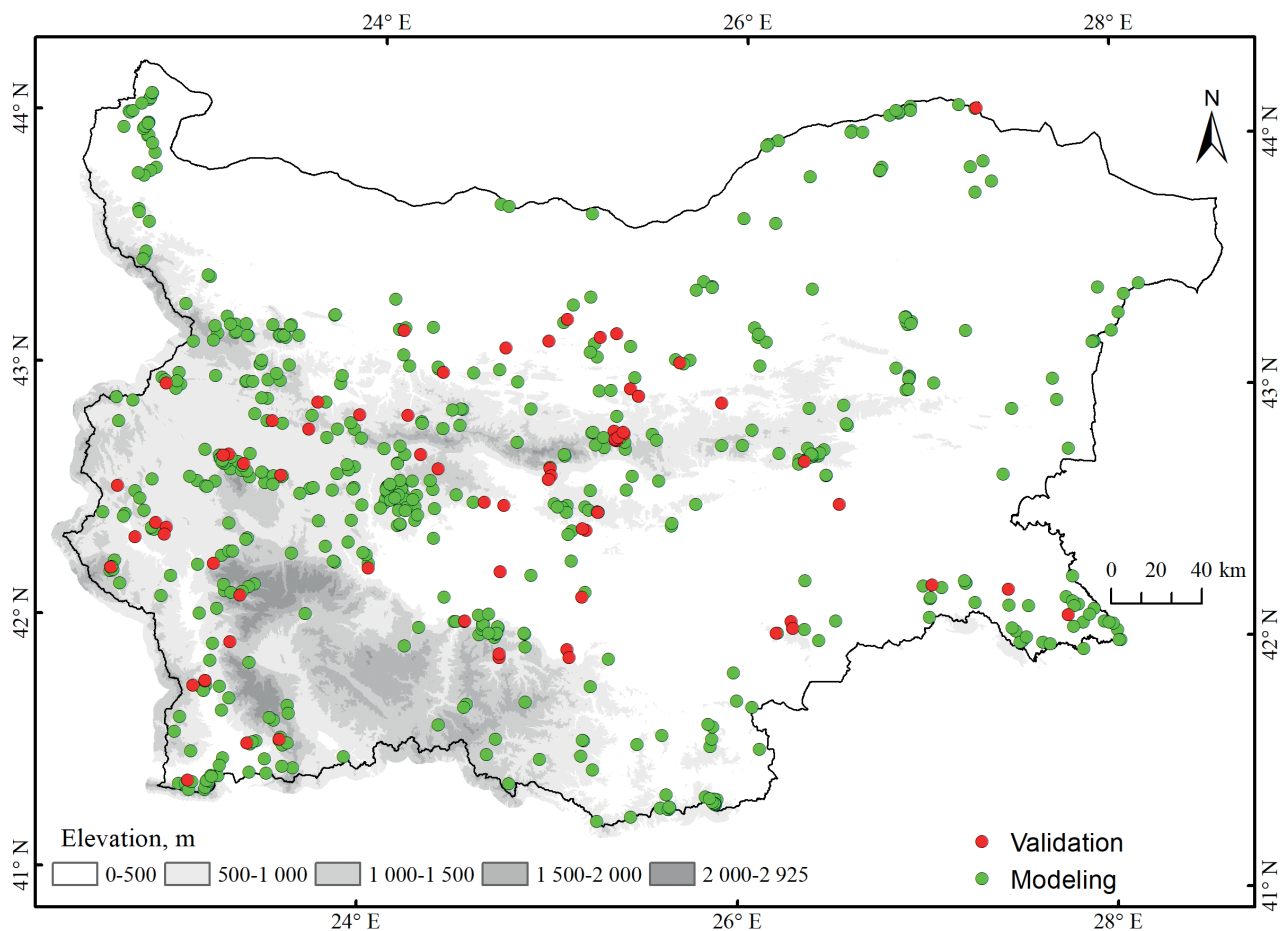 24° E 26° E 28° E
44° N
44° N
N
43° N
43° N
42° N
42° N
0 20 40 km
41° N
41° N
Elevation, m
0-500 500-1 000 1 000-1 500 1 500-2 000 2 000-2 925
Validation
Modeling
24° E 26° E 28° E